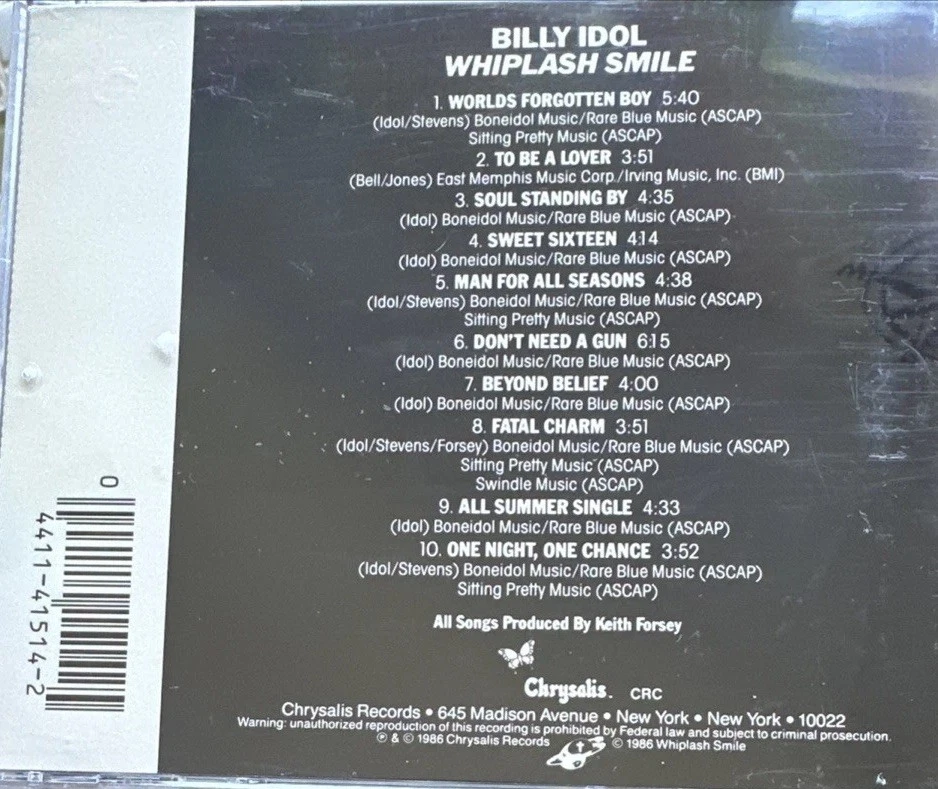 BILLY IDOL
WHIPLASH SMILE
1. WORLDS FORGOTTEN BOY 5:40
(Idol/Stevens) Boneidol Music/Rare Blue Music (ASCAP)
Sitting Pretty Music (ASCAP)
2. TO BE A LOVER 3:51
(Bell/Jones) East Memphis Music Corp./Irving Music, Inc. (BMI)
3. SOUL STANDING BY 4:35
(Idol) Boneidol Music/Rare Blue Music (ASCAP)
4. SWEET SIXTEEN 4:14
(Idol) Boneidol Music/Rare Blue Music (ASCAP)
5. MAN FOR ALL SEASONS 4:38
(Idol/Stevens) Boneidol Music/Rare Blue Music (ASCAP)
Sitting Pretty Music (ASCAP)
6. DON'T NEED A GUN 6:15
(Idol) Boneidol Music/Rare Blue Music (ASCAP)
7. BEYOND BELIEF 4:00
(Idol) Boneidol Music/Rare Blue Music (ASCAP)
8. FATAL CHARM 3:51
(Idol/Stevens/Forsey) Boneidol Music/Rare Blue Music (ASCAP)
Sitting Pretty Music (ASCAP)
Swindle Music (ASCAP)
9. ALL SUMMER SINGLE 4:33
(Idol) Boneidol Music/Rare Blue Music (ASCAP)
10. ONE NIGHT, ONE CHANCE 3:52
(Idol/Stevens) Boneidol Music/Rare Blue Music (ASCAP)
Sitting Pretty Music (ASCAP)
All Songs Produced By Keith Forsey
Chrysalis. CRC
Chrysalis Records • 645 Madison Avenue • New York • New York • 10022
Warning: unauthorized reproduction of this recording is prohibited by Federal law and subject to criminal prosecution.
℗ & © 1986 Chrysalis Records © 1986 Whiplash Smile
0
4411-41514-2